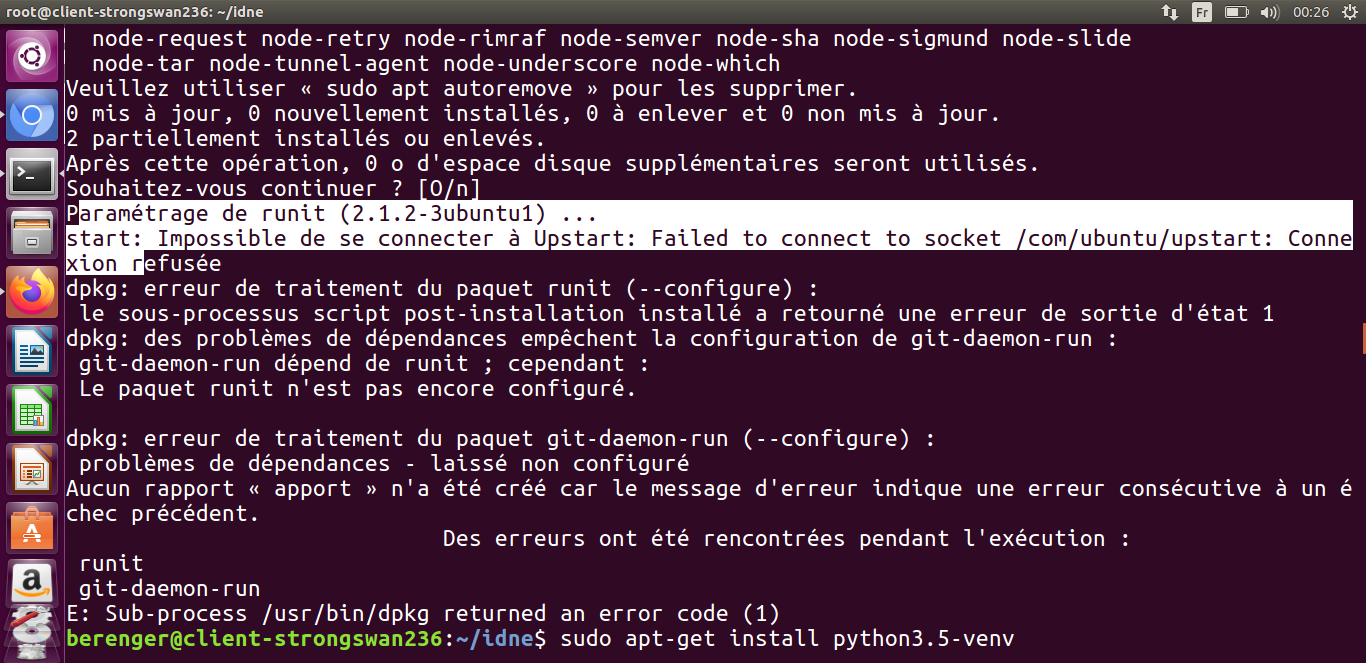 root@client-strongswan236: ~/idne
Fr
00:26
node-request node-retry node-rimraf node-semver node-sha node-sigmund node-slide
node-tar node-tunnel-agent node-underscore node-which
Veuillez utiliser « sudo apt autoremove » pour les supprimer.
0 mis à jour, 0 nouvellement installés, 0 à enlever et 0 non mis à jour.
2 partiellement installés ou enlevés.
Après cette opération, 0 o d'espace disque supplémentaires seront utilisés.
Souhaitez-vous continuer ? [O/n]
Paramétrage de runit (2.1.2-3ubuntu1) ...
start: Impossible de se connecter à Upstart: Failed to connect to socket /com/ubuntu/upstart: Conne
xion refusée
dpkg: erreur de traitement du paquet runit (--configure) :
le sous-processus script post-installation installé a retourné une erreur de sortie d'état 1
dpkg: des problèmes de dépendances empêchent la configuration de git-daemon-run :
git-daemon-run dépend de runit ; cependant :
Le paquet runit n'est pas encore configuré.
dpkg: erreur de traitement du paquet git-daemon-run (--configure) :
problèmes de dépendances - laissé non configuré
Aucun rapport « apport » n'a été créé car le message d'erreur indique une erreur consécutive à un é
chec précédent.
Des erreurs ont été rencontrées pendant l'exécution :
runit
git-daemon-run
E: Sub-process /usr/bin/dpkg returned an error code (1)
berenger@client-strongswan236:~/idne$ sudo apt-get install python3.5-venv